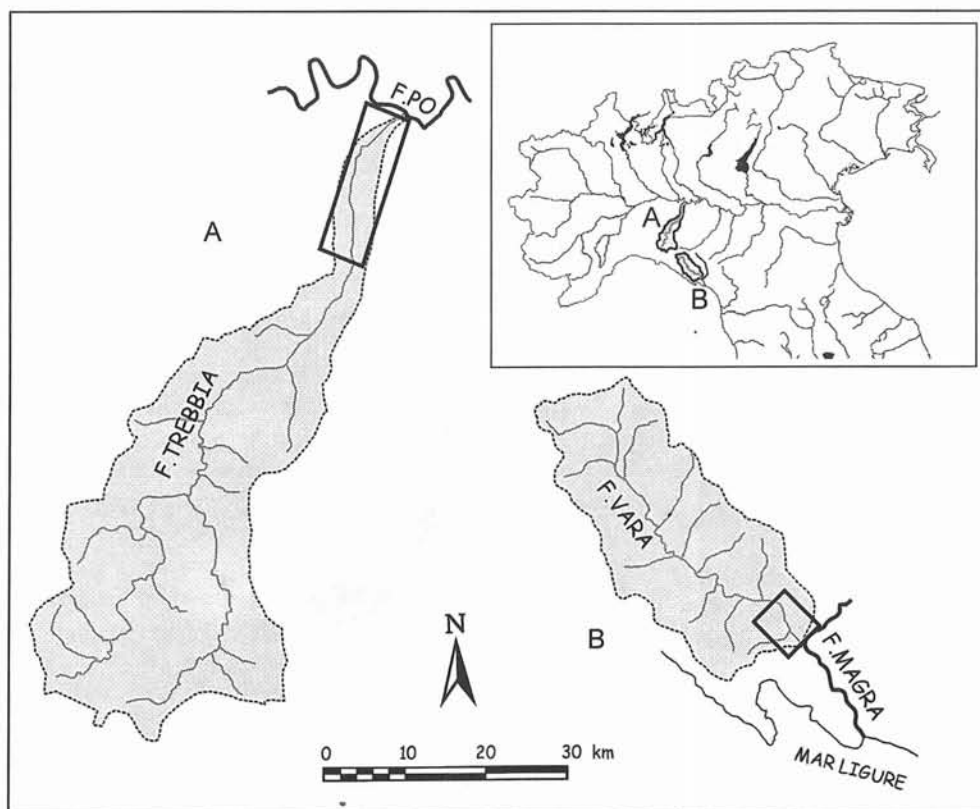 F.PO
A
F.TREBBIA
A
B
F.VARA
B
F.MAGRA
MAR LIGURE
N
0 10 20 30 km